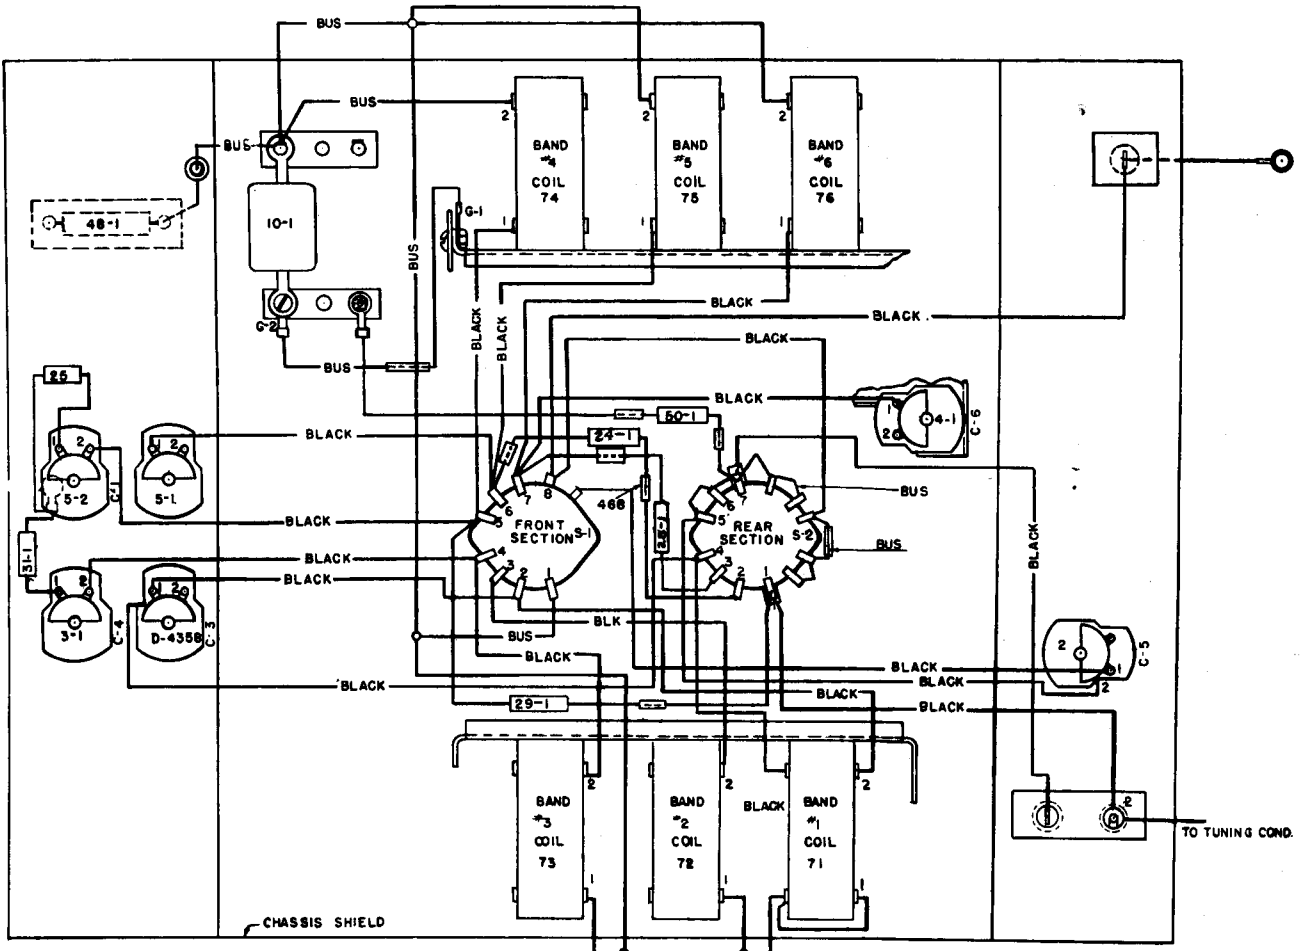 BUS
BUS
2
2
2
BUS
BAND
#4
COIL
74
BAND
#5
COIL
75
BAND
#6
COIL
76
48-1
10-1
G-1
1
1
1
BUS
BLACK
BLACK
BLACK
BLACK
G-2
BUS
BLACK
25
BLACK
50-1
1
4-1
2
C-6
1 2
5-2
C-1
1 2
5-1
BLACK
24-1
468
BUS
BLACK
8
7
6
5
4
3
2
1
FRONT
SECTION
S-1
7
6
5
4
3
2
1
REAR
SECTION
S-2
BUS
BLACK
31-1
BLACK
BLACK
1 2
3-1
C-4
1 2
D-4358
C-3
BLK
BUS
BLACK
BLACK
BLACK
BLACK
BLACK
BLACK
2
1
2
C-5
29-1
2
2
2
BAND
#3
COIL
73
BAND
#2
COIL
72
BLACK
BAND
#1
COIL
71
1
1
1
2
TO TUNING COND.
CHASSIS SHIELD